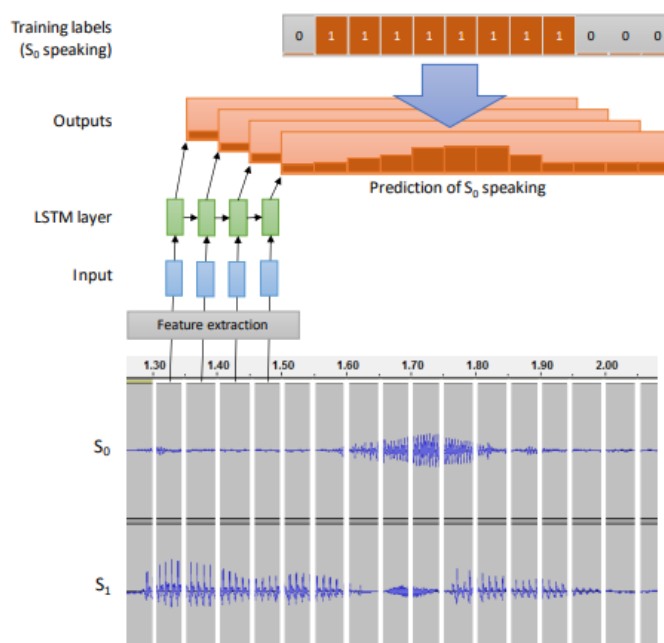 Training labels
(S₀ speaking)
0 1 1 1 1 1 1 1 1 0 0 0
Outputs
Prediction of S₀ speaking
LSTM layer
Input
Feature extraction
1.30 1.40 1.50 1.60 1.70 1.80 1.90 2.00
S₀
S₁